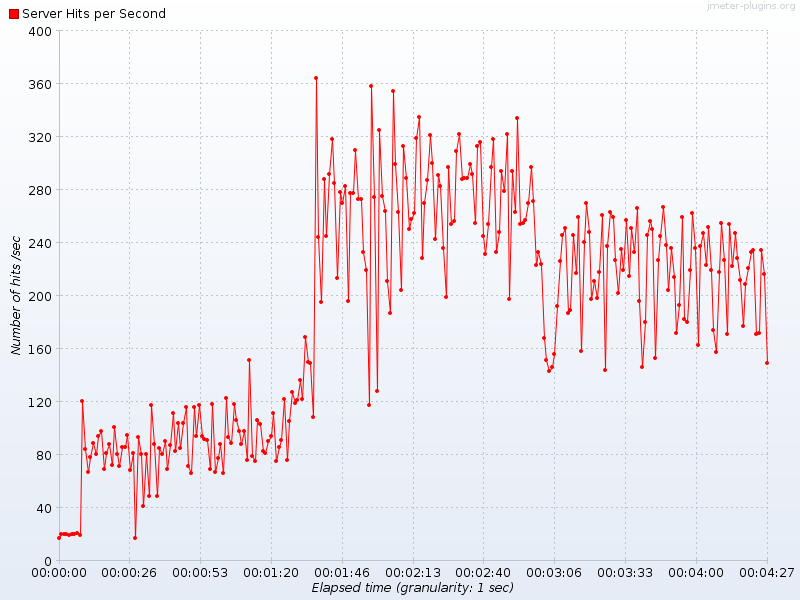 jmeter-plugins.org
Server Hits per Second
400
360
320
280
240
200
160
120
80
40
0
Number of hits /sec
00:00:00 00:00:26 00:00:53 00:01:20 00:01:46 00:02:13 00:02:40 00:03:06 00:03:33 00:04:00 00:04:27
Elapsed time (granularity: 1 sec)